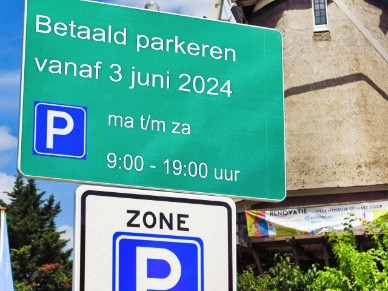 Betaald parkeren
vanaf 3 juni 2024
P
ma t/m za
9:00 - 19:00 uur
ZONE
P
RENOVATIE